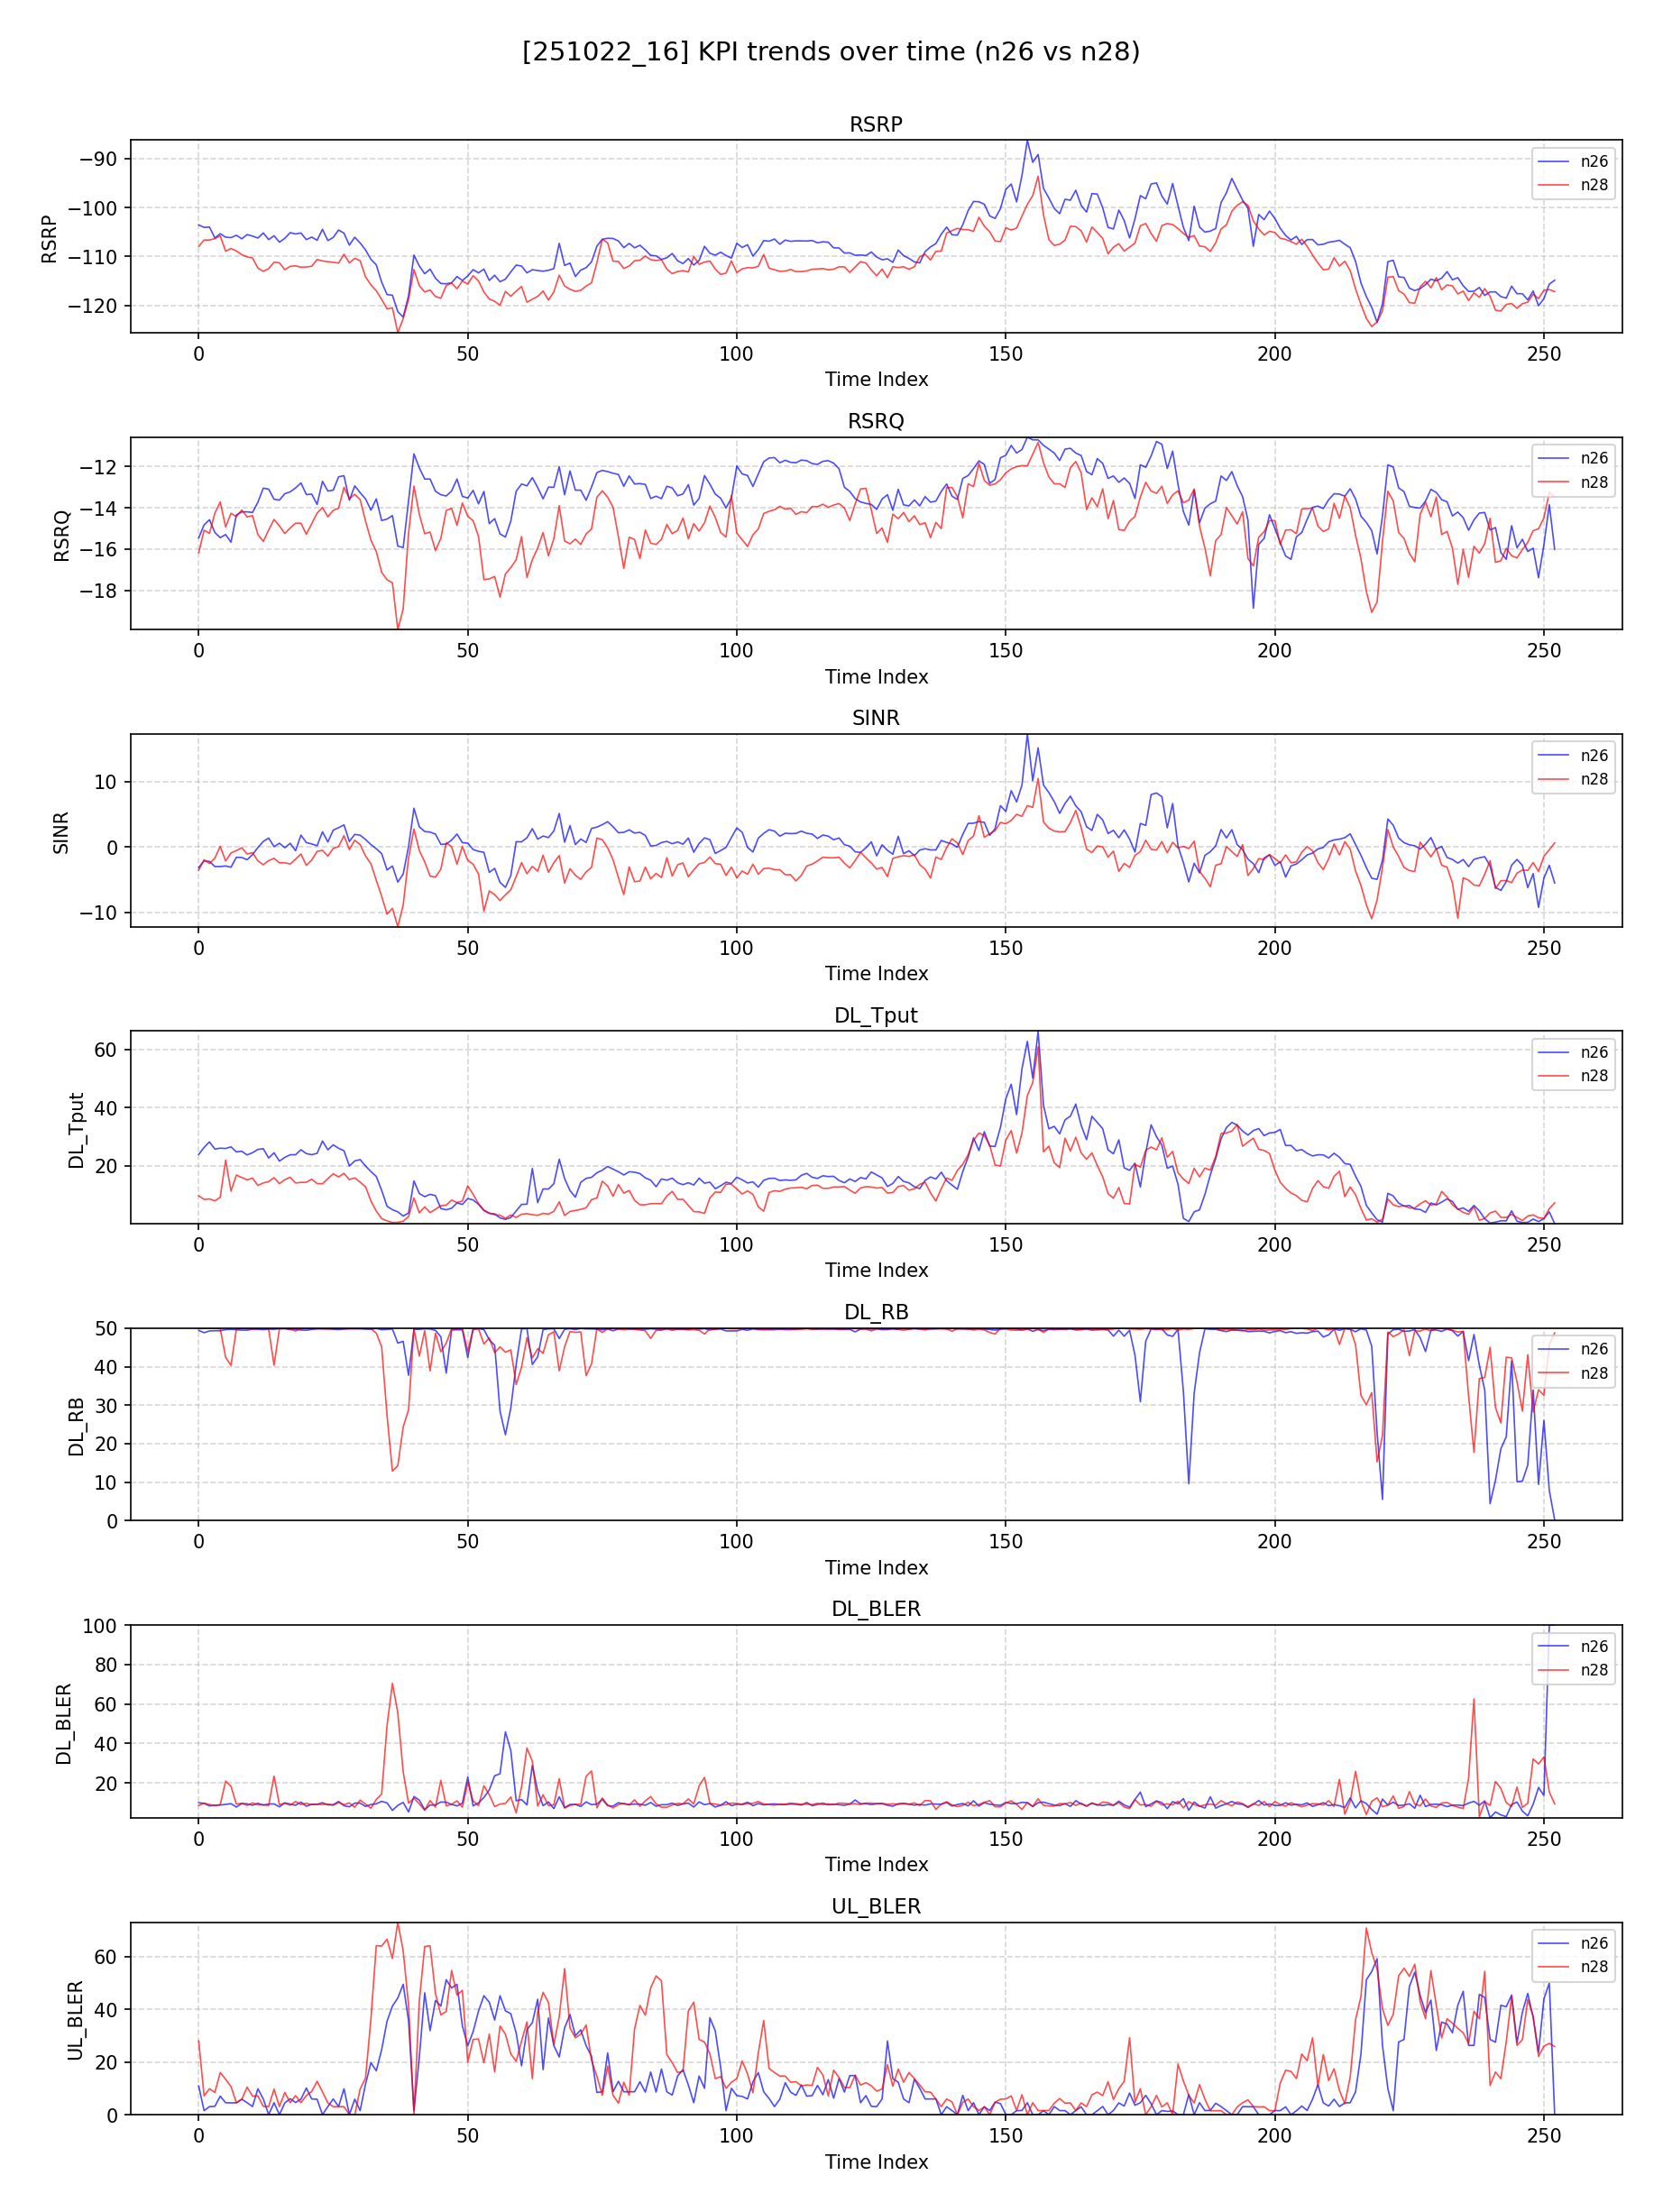 [251022_16] KPI trends over time (n26 vs n28)
RSRP
RSRP
−90
−100
−110
−120
n26
n28
0 50 100 150 200 250
Time Index
RSRQ
RSRQ
−12
−14
−16
−18
n26
n28
0 50 100 150 200 250
Time Index
SINR
SINR
10
0
−10
n26
n28
0 50 100 150 200 250
Time Index
DL_Tput
DL_Tput
60
40
20
n26
n28
0 50 100 150 200 250
Time Index
DL_RB
DL_RB
50
40
30
20
10
0
n26
n28
0 50 100 150 200 250
Time Index
DL_BLER
DL_BLER
100
80
60
40
20
n26
n28
0 50 100 150 200 250
Time Index
UL_BLER
UL_BLER
60
40
20
0
n26
n28
0 50 100 150 200 250
Time Index